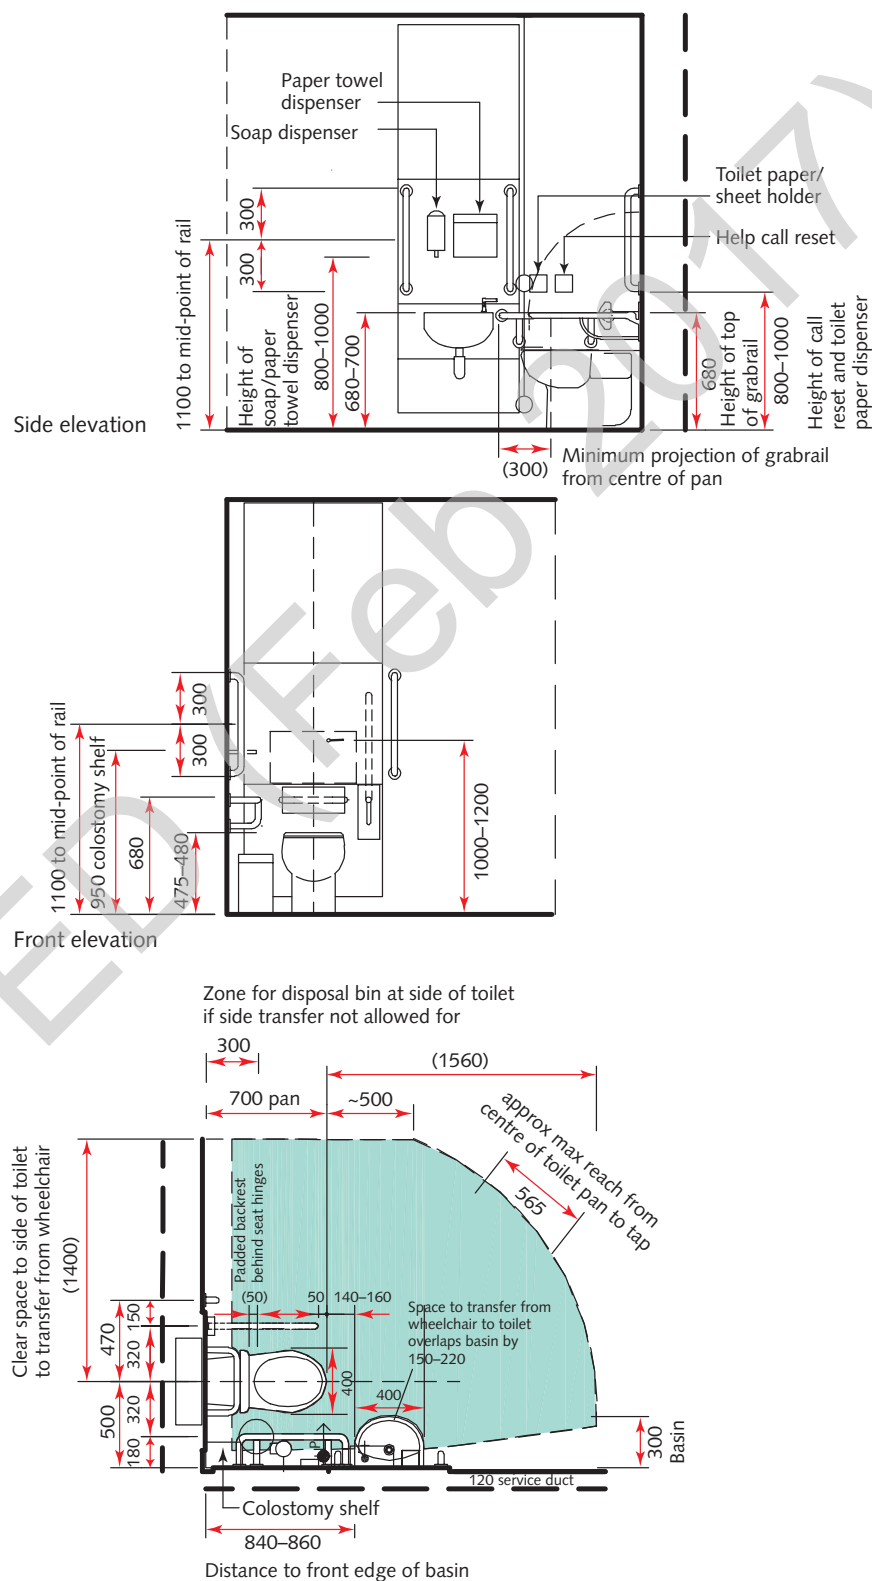 Paper towel
dispenser
Soap dispenser
Toilet paper/
sheet holder
Help call reset
300
300
1100 to mid-point of rail
Height of
soap/paper
towel dispenser
800–1000
680–700
680
Height of top
of grabrail
800–1000
Height of call
reset and toilet
paper dispenser
Side elevation
(300)
Minimum projection of grabrail
from centre of pan
300
300
1100 to mid-point of rail
950 colostomy shelf
680
475–480
1000–1200
Front elevation
Zone for disposal bin at side of toilet
if side transfer not allowed for
300
(1560)
700 pan
~500
approx max reach from
centre of toilet pan to tap
565
Clear space to side of toilet
to transfer from wheelchair
(1400)
Padded backrest
behind seat hinges
(50)
50
140–160
Space to transfer from
wheelchair to toilet
overlaps basin by
150–220
470
150
320
400
400
500
320
180
P
300
Basin
120 service duct
Colostomy shelf
840–860
Distance to front edge of basin
ED (Feb 2017)